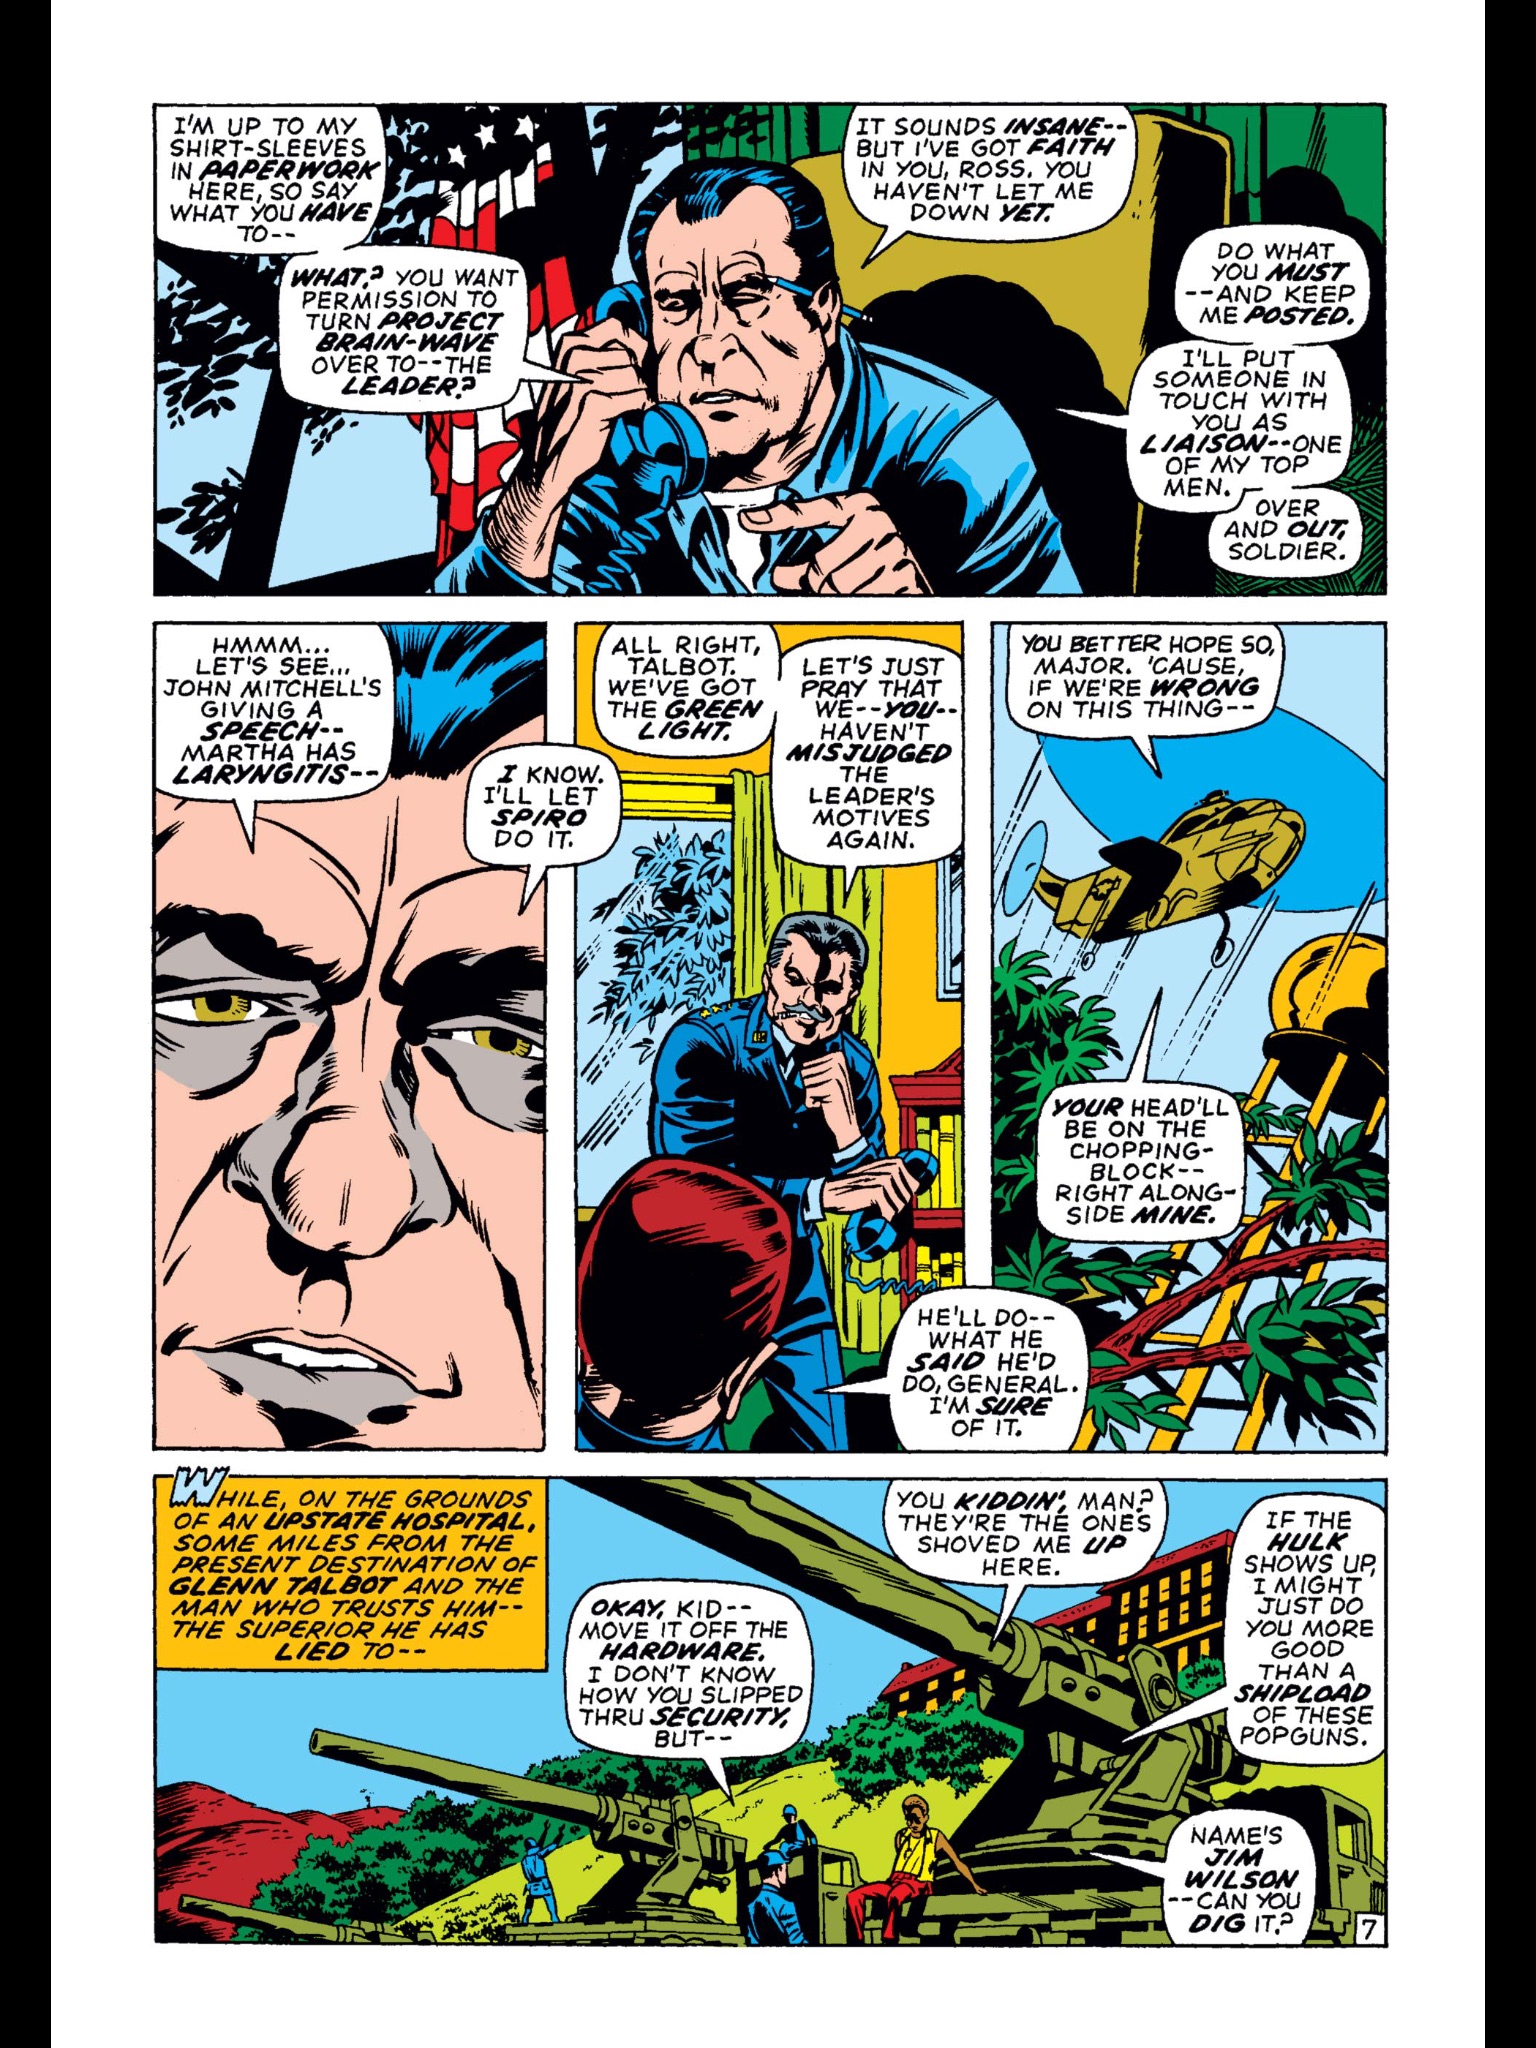 I'M UP TO MY
SHIRT-SLEEVES
IN PAPERWORK
HERE, SO SAY
WHAT YOU HAVE
TO--
WHAT? YOU WANT
PERMISSION TO
TURN PROJECT
BRAIN-WAVE
OVER TO--THE
LEADER?
IT SOUNDS INSANE--
BUT I'VE GOT FAITH
IN YOU, ROSS. YOU
HAVEN'T LET ME
DOWN YET.
DO WHAT
YOU MUST
--AND KEEP
ME POSTED.
I'LL PUT
SOMEONE IN
TOUCH WITH
YOU AS
LIAISON--ONE
OF MY TOP
MEN.
OVER
AND OUT,
SOLDIER.
HMMM...
LET'S SEE...
JOHN MITCHELL'S
GIVING A
SPEECH--
MARTHA HAS
LARYNGITIS--
I KNOW.
I'LL LET
SPIRO
DO IT.
ALL RIGHT,
TALBOT.
WE'VE GOT
THE GREEN
LIGHT.
LET'S JUST
PRAY THAT
WE--YOU--
HAVEN'T
MISJUDGED
THE
LEADER'S
MOTIVES
AGAIN.
HE'LL DO--
WHAT HE
SAID HE'D
DO, GENERAL.
I'M SURE
OF IT.
YOU BETTER HOPE SO,
MAJOR. 'CAUSE,
IF WE'RE WRONG
ON THIS THING--
YOUR HEAD'LL
BE ON THE
CHOPPING-
BLOCK--
RIGHT ALONG-
SIDE MINE.
WHILE, ON THE GROUNDS
OF AN UPSTATE HOSPITAL,
SOME MILES FROM THE
PRESENT DESTINATION OF
GLENN TALBOT AND THE
MAN WHO TRUSTS HIM--
THE SUPERIOR HE HAS
LIED TO--
OKAY, KID--
MOVE IT OFF THE
HARDWARE.
I DON'T KNOW
HOW YOU SLIPPED
THRU SECURITY,
BUT--
YOU KIDDIN', MAN?
THEY'RE THE ONES
SHOVED ME UP
HERE.
IF THE
HULK
SHOWS UP,
I MIGHT
JUST DO
YOU MORE
GOOD
THAN A
SHIPLOAD
OF THESE
POPGUNS.
NAME'S
JIM
WILSON
--CAN YOU
DIG IT?
7